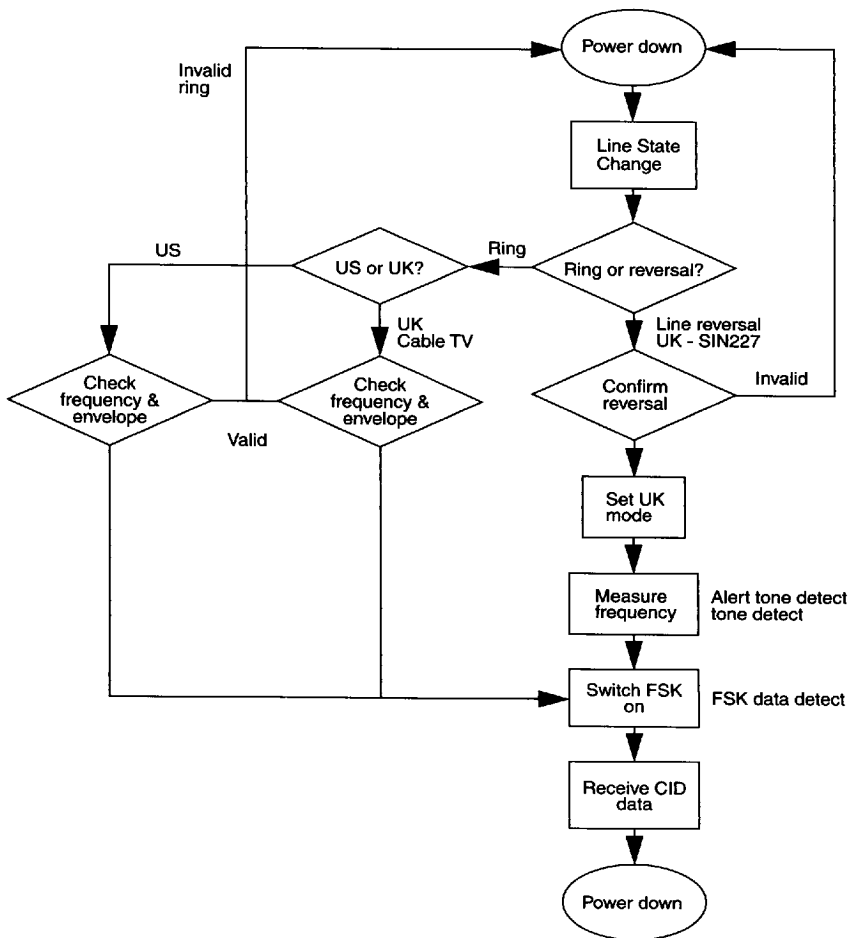 Power down
Invalid
ring
Line State
Change
US
US or UK?
Ring
Ring or reversal?
UK
Cable TV
Line reversal
UK - SIN227
Check
frequency &
envelope
Valid
Check
frequency &
envelope
Confirm
reversal
Invalid
Set UK
mode
Measure
frequency
Alert tone detect
tone detect
Switch FSK
on
FSK data detect
Receive CID
data
Power down